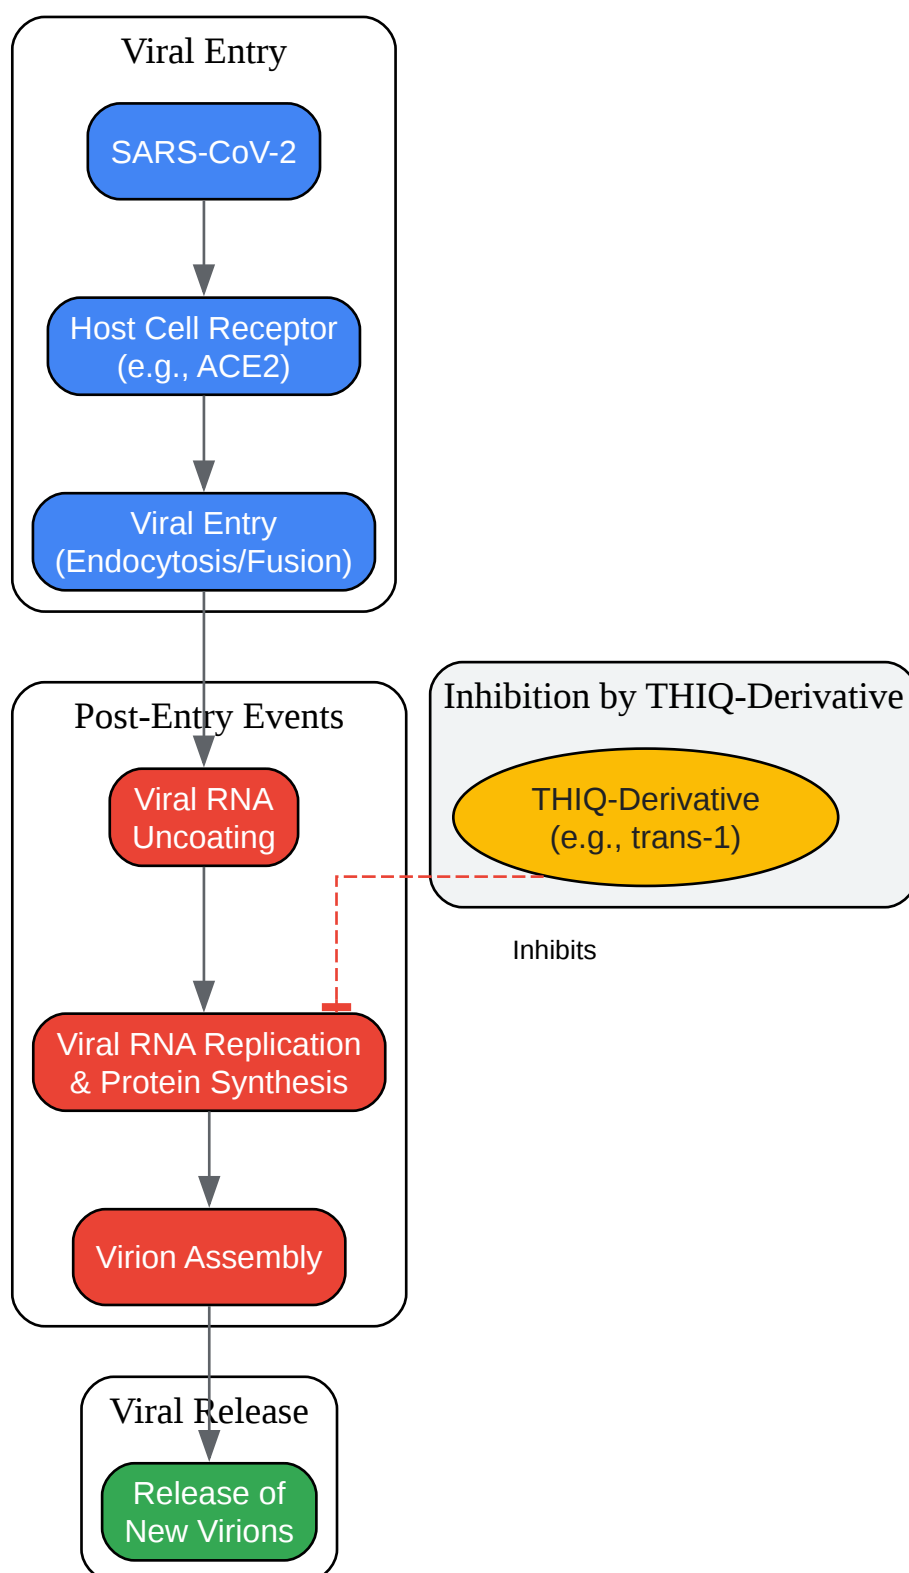 Viral Entry
SARS-CoV-2
Host Cell Receptor
(e.g., ACE2)
Viral Entry
(Endocytosis/Fusion)
Post-Entry Events
Viral RNA
Uncoating
Inhibition by THIQ-Derivative
THIQ-Derivative
(e.g., trans-1)
Inhibits
Viral RNA Replication
& Protein Synthesis
Virion Assembly
Viral Release
Release of
New Virions